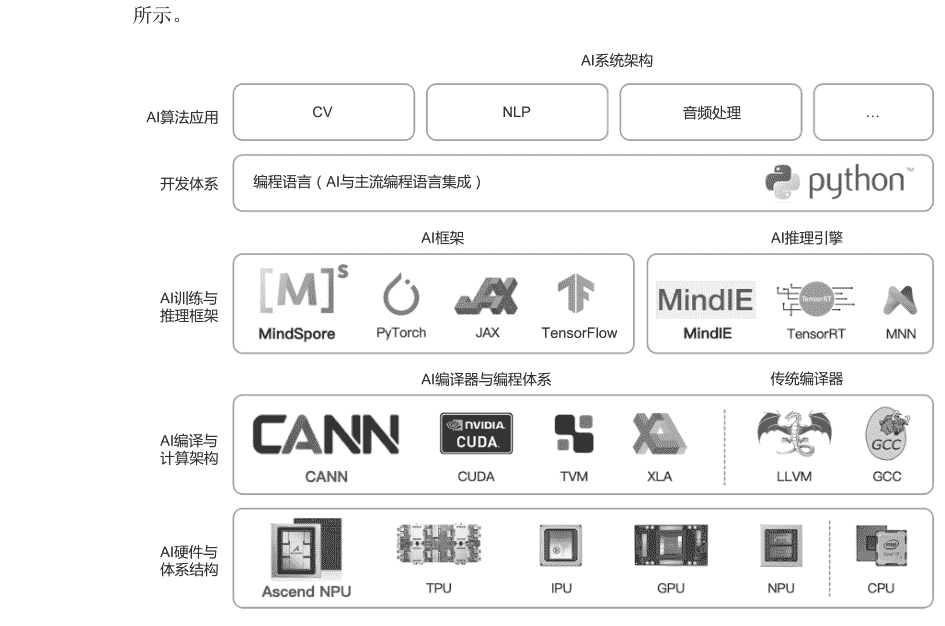 所示。
AI系统架构
AI算法应用
CV
NLP
音频处理
…
开发体系
编程语言（AI与主流编程语言集成）
python™
AI框架
AI推理引擎
AI训练与
推理框架
[M]s
MindSpore
PyTorch
JAX
JAX
TensorFlow
MindIE
MindIE
TensorRT
TensorRT
MNN
AI编译器与编程体系
传统编译器
AI编译与
计算架构
CANN
CANN
NVIDIA.
CUDA.
CUDA
TVM
XLA
LLVM
GCC
GCC
AI硬件与
体系结构
Ascend NPU
TPU
IPU
GPU
NPU
intel
CPU